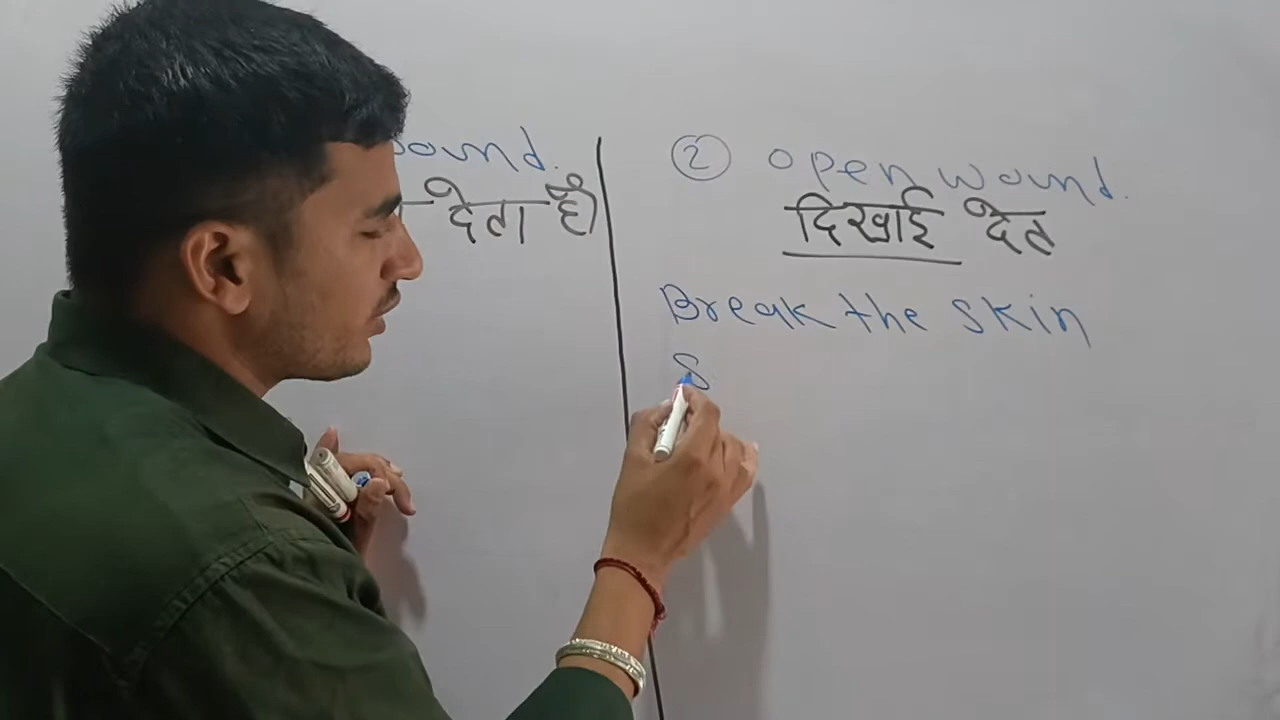 ound.
देता हो
② open wound.
दिखाई देत
Break the skin
&